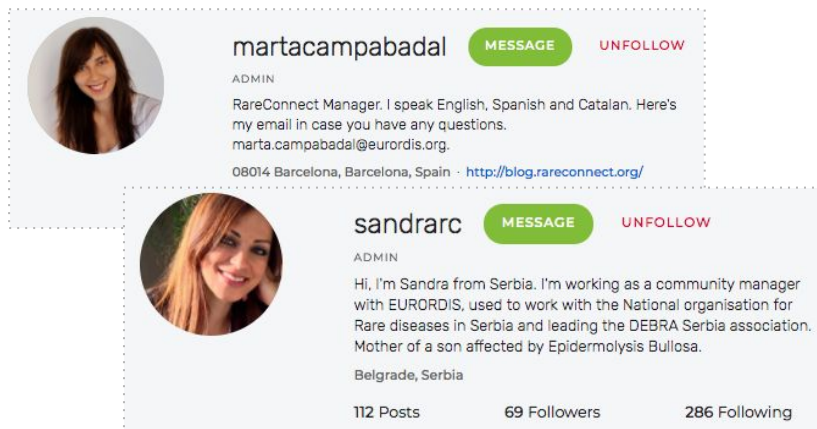 martacampabadal MESSAGE UNFOLLOW
ADMIN
RareConnect Manager. I speak English, Spanish and Catalan. Here's
my email in case you have any questions.
marta.campabadal@eurordis.org.
08014 Barcelona, Barcelona, Spain · http://blog.rareconnect.org/
sandrarc MESSAGE UNFOLLOW
ADMIN
Hi, I'm Sandra from Serbia. I'm working as a community manager
with EURORDIS, used to work with the National organisation for
Rare diseases in Serbia and leading the DEBRA Serbia association.
Mother of a son affected by Epidermolysis Bullosa.
Belgrade, Serbia
112 Posts 69 Followers 286 Following